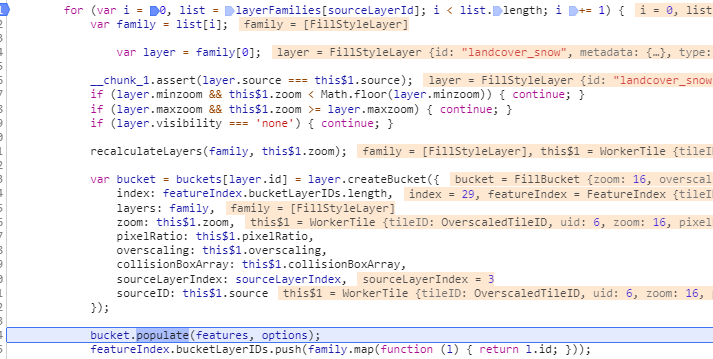 for (var i = 0, list = layerFamilies[sourceLayerId]; i < list.length; i += 1) { i = 0, list
var family = list[i]; family = [FillStyleLayer]
var layer = family[0]; layer = FillStyleLayer {id: "landcover_snow", metadata: {…}, type:
__chunk_1.assert(layer.source === this$1.source); layer = FillStyleLayer {id: "landcover_snow
if (layer.minzoom && this$1.zoom < Math.floor(layer.minzoom)) { continue; }
if (layer.maxzoom && this$1.zoom >= layer.maxzoom) { continue; }
if (layer.visibility === 'none') { continue; }
recalculateLayers(family, this$1.zoom); family = [FillStyleLayer], this$1 = WorkerTile {tileI
var bucket = buckets[layer.id] = layer.createBucket({ bucket = FillBucket {zoom: 16, overscal
index: featureIndex.bucketLayerIDs.length, index = 29, featureIndex = FeatureIndex {tileI
layers: family, family = [FillStyleLayer]
zoom: this$1.zoom, this$1 = WorkerTile {tileID: OverscaledTileID, uid: 6, zoom: 16, pixel
pixelRatio: this$1.pixelRatio,
overscaling: this$1.overscaling,
collisionBoxArray: this$1.collisionBoxArray,
sourceLayerIndex: sourceLayerIndex, sourceLayerIndex = 3
sourceID: this$1.source this$1 = WorkerTile {tileID: OverscaledTileID, uid: 6, zoom: 16,
});
bucket.populate(features, options);
featureIndex.bucketLayerIDs.push(family.map(function (l) { return l.id; }));